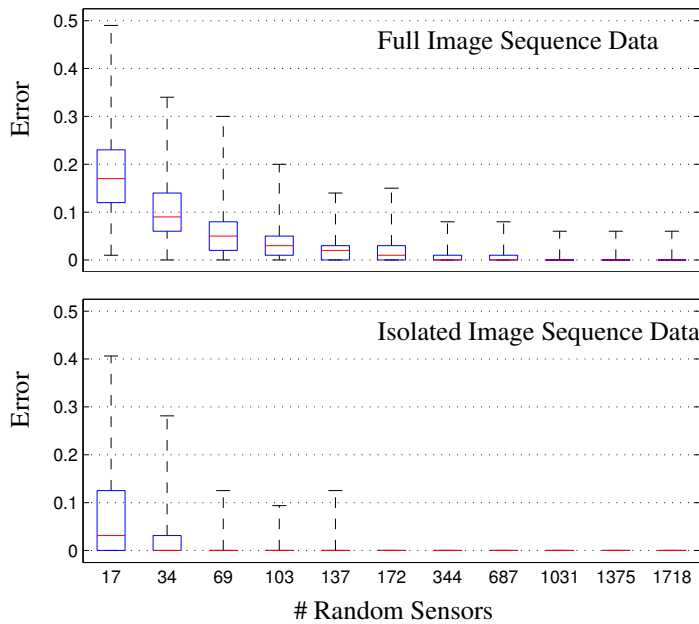 Full Image Sequence Data
Error
0.5
0.4
0.3
0.2
0.1
0
Isolated Image Sequence Data
Error
0.5
0.4
0.3
0.2
0.1
0
17 34 69 103 137 172 344 687 1031 1375 1718
# Random Sensors